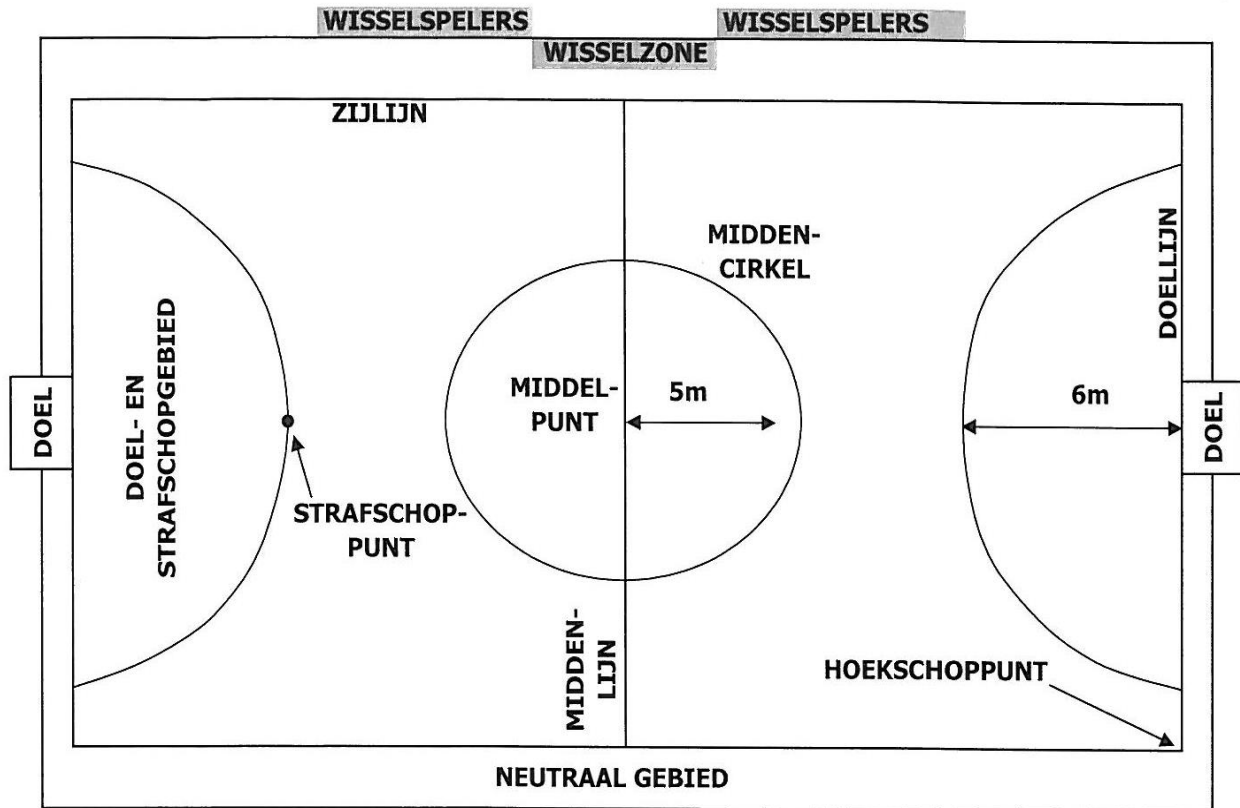 WISSELSPELERS
WISSELSPELERS
WISSELZONE
ZIJLIJN
MIDDEN-
CIRKEL
DOELLIJN
DOEL- EN
STRAFSCHOPGEBIED
DOEL
MIDDEL-
PUNT
5m
6m
DOEL
STRAFSCHOP-
PUNT
MIDDEN-
LIJN
HOEKSCHOPPUNT
NEUTRAAL GEBIED